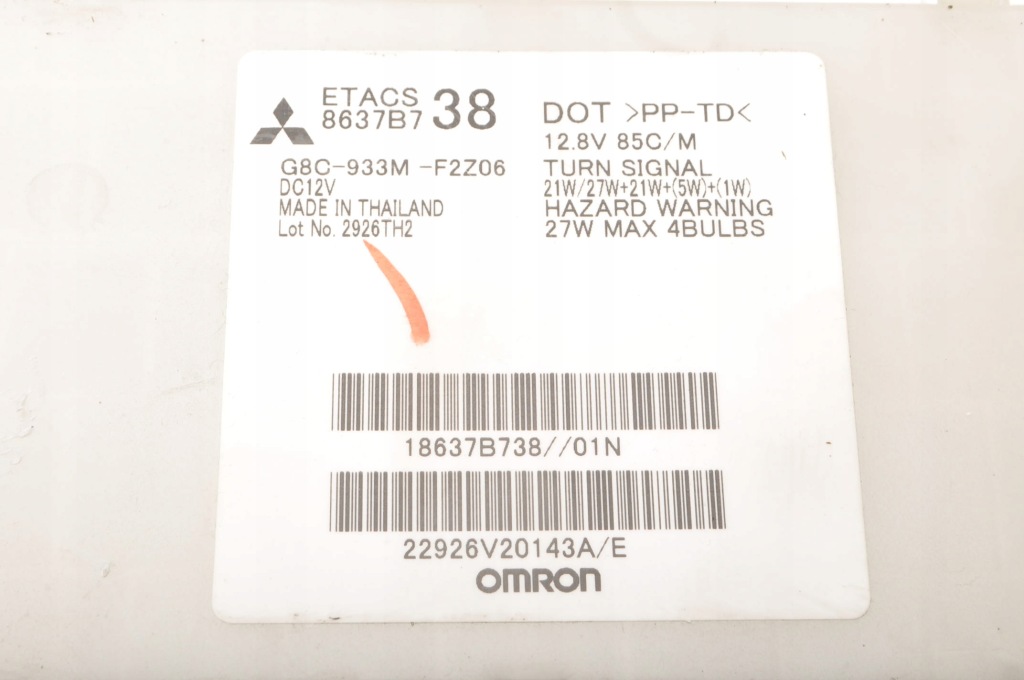 ETACS
8637B7 38
G8C-933M -F2Z06
DC12V
MADE IN THAILAND
Lot No. 2926TH2
DOT >PP-TD<
12.8V 85C/M
TURN SIGNAL
21W/27W+21W+(5W)+(1W)
HAZARD WARNING
27W MAX 4BULBS
18637B738//01N
22926V20143A/E
OMRON